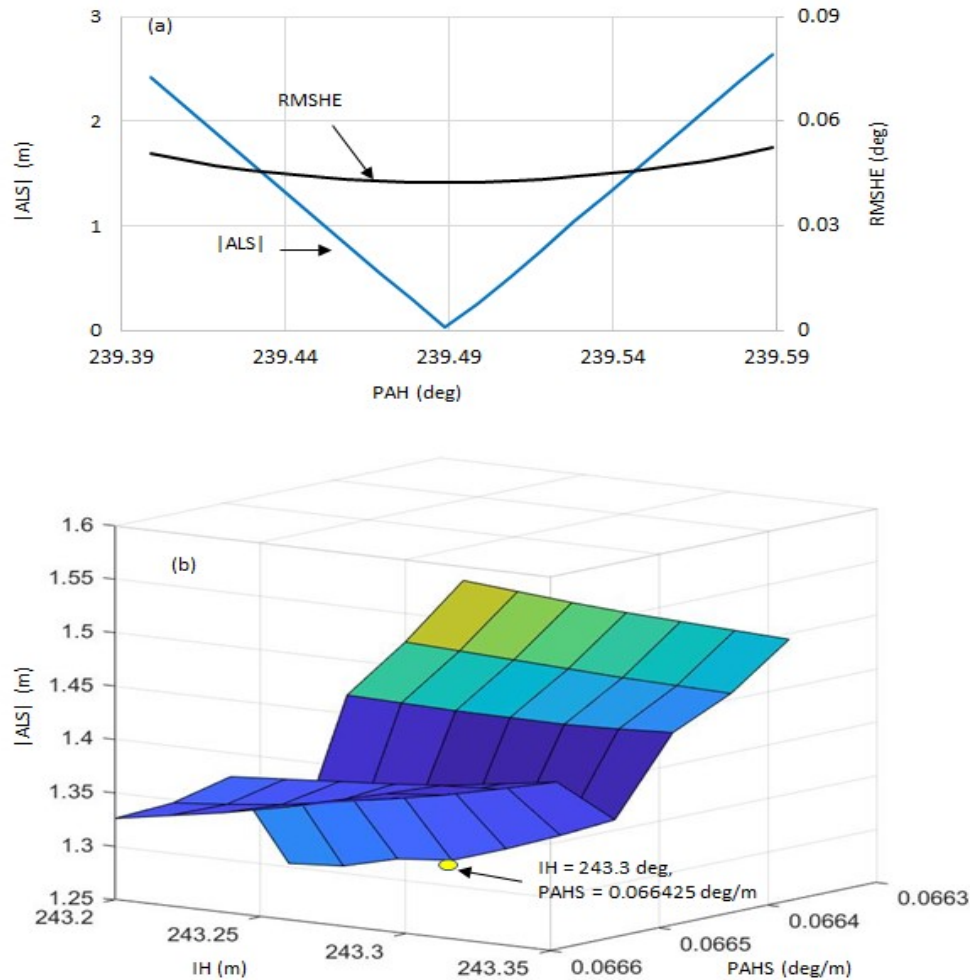 (a)
3
2
1
0
|ALS| (m)
0.09
0.06
0.03
0
RMSHE (deg)
RMSHE
|ALS|
239.39 239.44 239.49 239.54 239.59
PAH (deg)
(b)
1.6
1.55
1.5
1.45
1.4
1.35
1.3
1.25
|ALS| (m)
IH = 243.3 deg,
PAHS = 0.066425 deg/m
243.2
243.25
243.3
243.35
IH (m)
0.0666
0.0665
0.0664
0.0663
PAHS (deg/m)